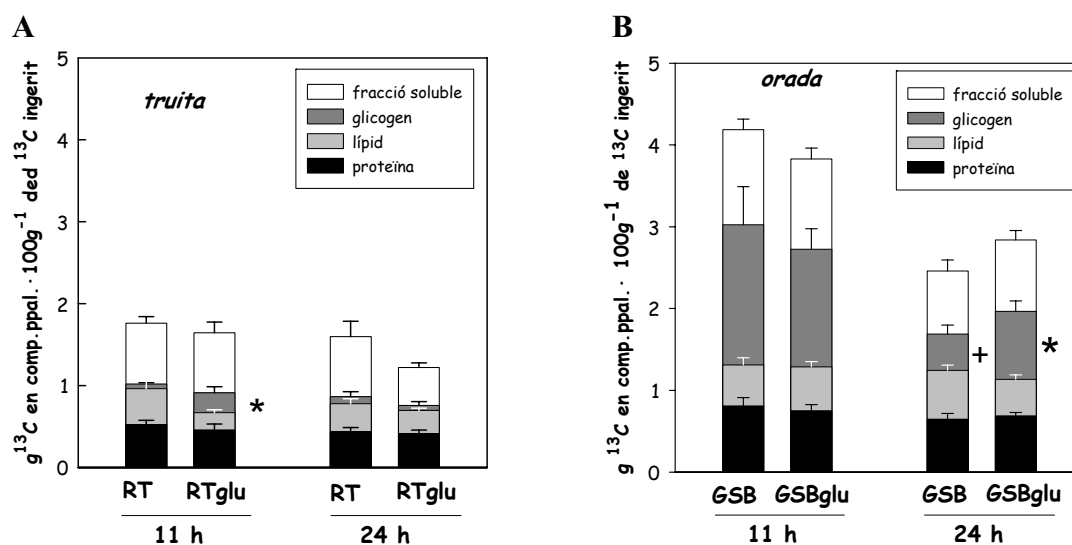 A
g ¹³C en comp.ppal.· 100g⁻¹ ded ¹³C ingerit
5
4
3
2
1
0
truita
fracció soluble
glicogen
lípid
proteïna
*
RT RTglu RT RTglu
11 h 24 h
B
g ¹³C en comp.ppal.· 100g⁻¹ de ¹³C ingerit
5
4
3
2
1
0
orada
fracció soluble
glicogen
lípid
proteïna
+ *
GSB GSBglu GSB GSBglu
11 h 24 h